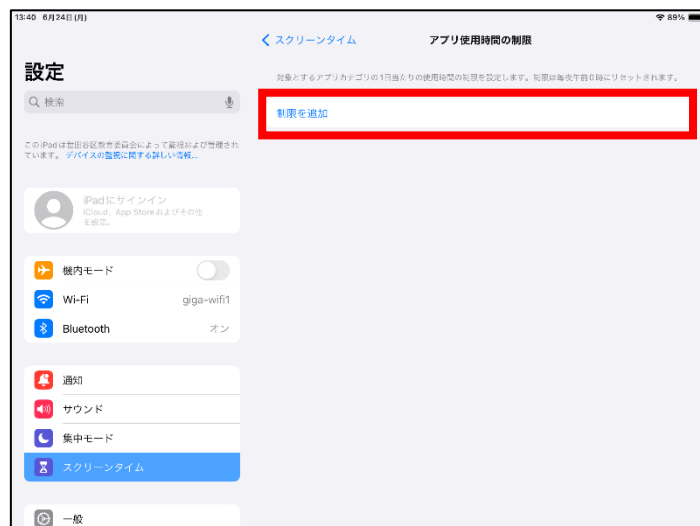 13:40 6月24日(月)
89%
スクリーンタイム
アプリ使用時間の制限
設定
対象とするアプリカテゴリの1日当たりの使用時間の制限を設定します。制限は毎夜午前0時にリセットされます。
検索
制限を追加
このiPadは世田谷区教育委員会によって監視および管理され
ています。デバイスの監視に関する詳しい情報...
iPadにサインイン
iCloud、App Storeおよびその他
を設定。
機内モード
Wi-Fi giga-wifi1
Bluetooth オン
通知
サウンド
集中モード
スクリーンタイム
一般